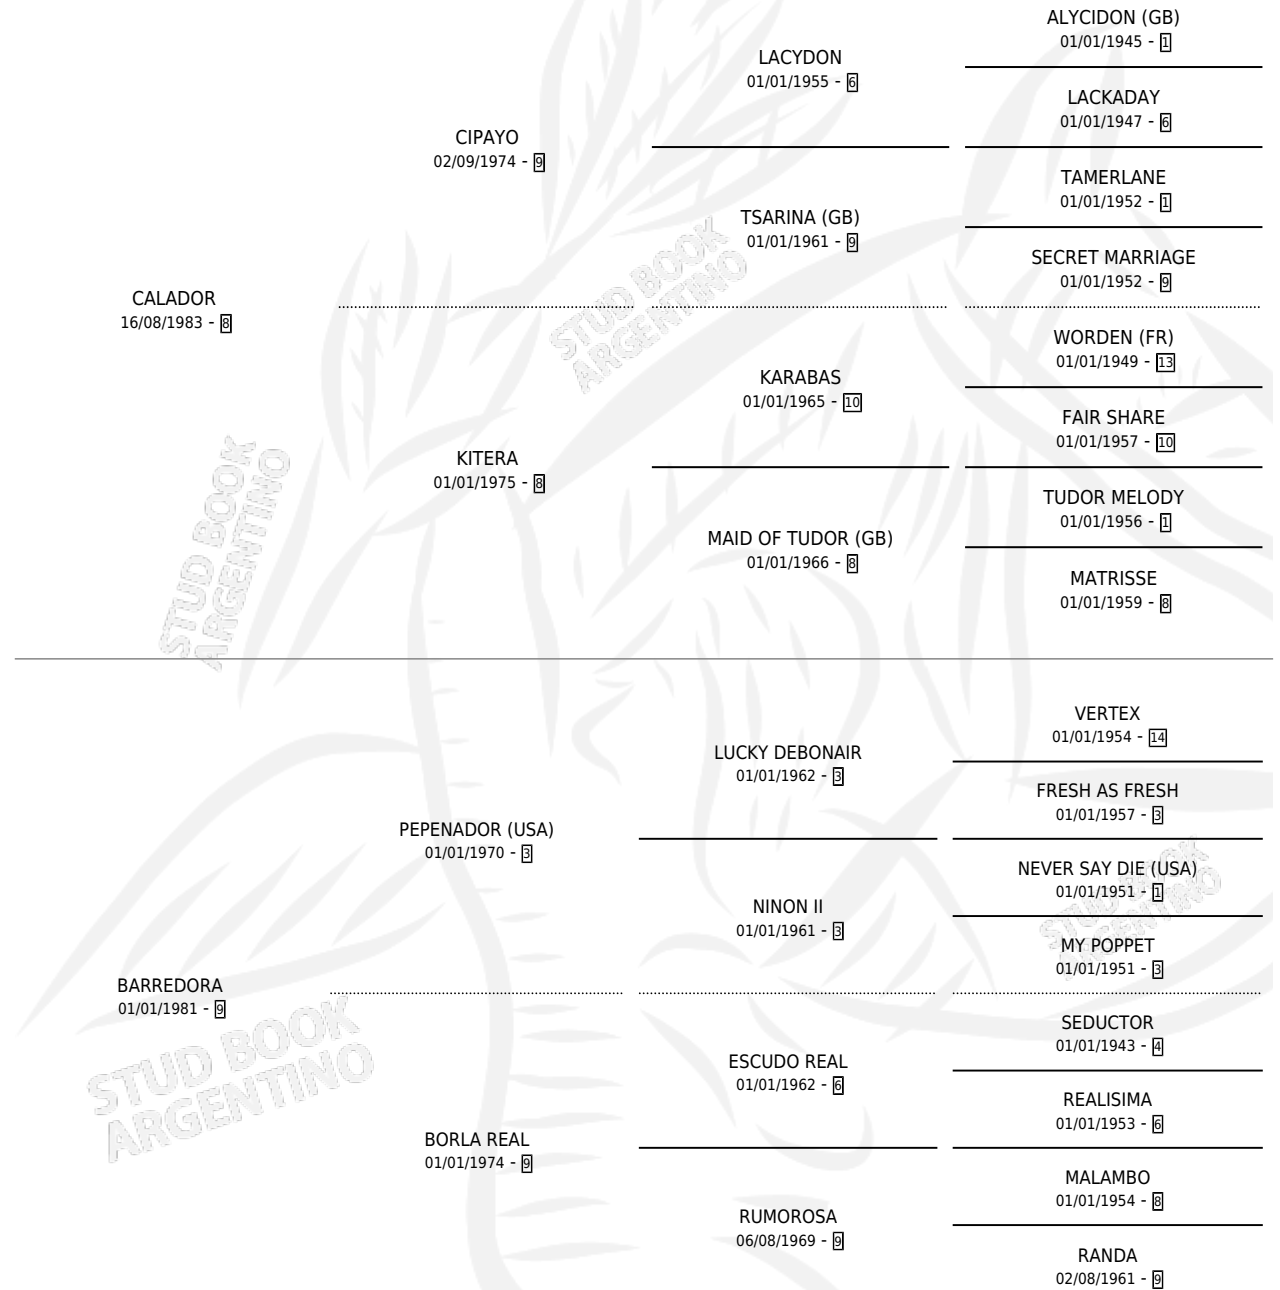 ALYCIDON (GB)
01/01/1945 - 1
LACYDON
01/01/1955 - 6
LACKADAY
01/01/1947 - 6
CIPAYO
02/09/1974 - 9
TAMERLANE
01/01/1952 - 1
TSARINA (GB)
01/01/1961 - 9
SECRET MARRIAGE
01/01/1952 - 9
CALADOR
16/08/1983 - 8
STUD BOOK
ARGENTINO
WORDEN (FR)
01/01/1949 - 13
KARABAS
01/01/1965 - 10
FAIR SHARE
01/01/1957 - 10
KITERA
01/01/1975 - 8
TUDOR MELODY
01/01/1956 - 1
MAID OF TUDOR (GB)
01/01/1966 - 8
MATRISSE
01/01/1959 - 8
STUD BOOK
ARGENTINO
VERTEX
01/01/1954 - 14
LUCKY DEBONAIR
01/01/1962 - 3
FRESH AS FRESH
01/01/1957 - 3
PEPENADOR (USA)
01/01/1970 - 3
NEVER SAY DIE (USA)
01/01/1951 - 1
NINON II
01/01/1961 - 3
STUD BOOK
ARGENTINO
MY POPPET
01/01/1951 - 3
BARREDORA
01/01/1981 - 9
SEDUCTOR
01/01/1943 - 4
STUD BOOK
ARGENTINO
ESCUDO REAL
01/01/1962 - 6
REALISIMA
01/01/1953 - 6
BORLA REAL
01/01/1974 - 9
MALAMBO
01/01/1954 - 8
RUMOROSA
06/08/1969 - 9
RANDA
02/08/1961 - 9